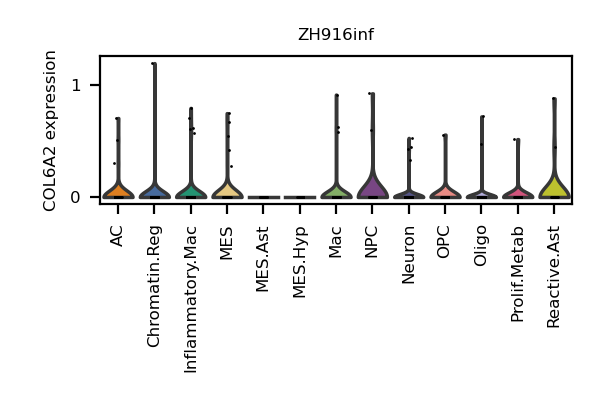 ZH916inf
COL6A2 expression
1
0
AC
Chromatin.Reg
Inflammatory.Mac
MES
MES.Ast
MES.Hyp
Mac
NPC
Neuron
OPC
Oligo
Prolif.Metab
Reactive.Ast